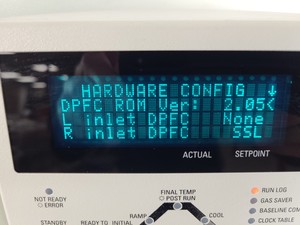 HARDWARE CONFIG ↓
DPFC ROM Ver: 2.05<
L inlet DPFC None
R inlet DPFC SSL
ACTUAL SETPOINT
NOT READY
ERROR
FINAL TEMP
POST RUN
RUN LOG
GAS SAVER
BASELINE COM
CLOCK TABLE
STANDBY
READY TO
INITIAL
RAMP
COOL